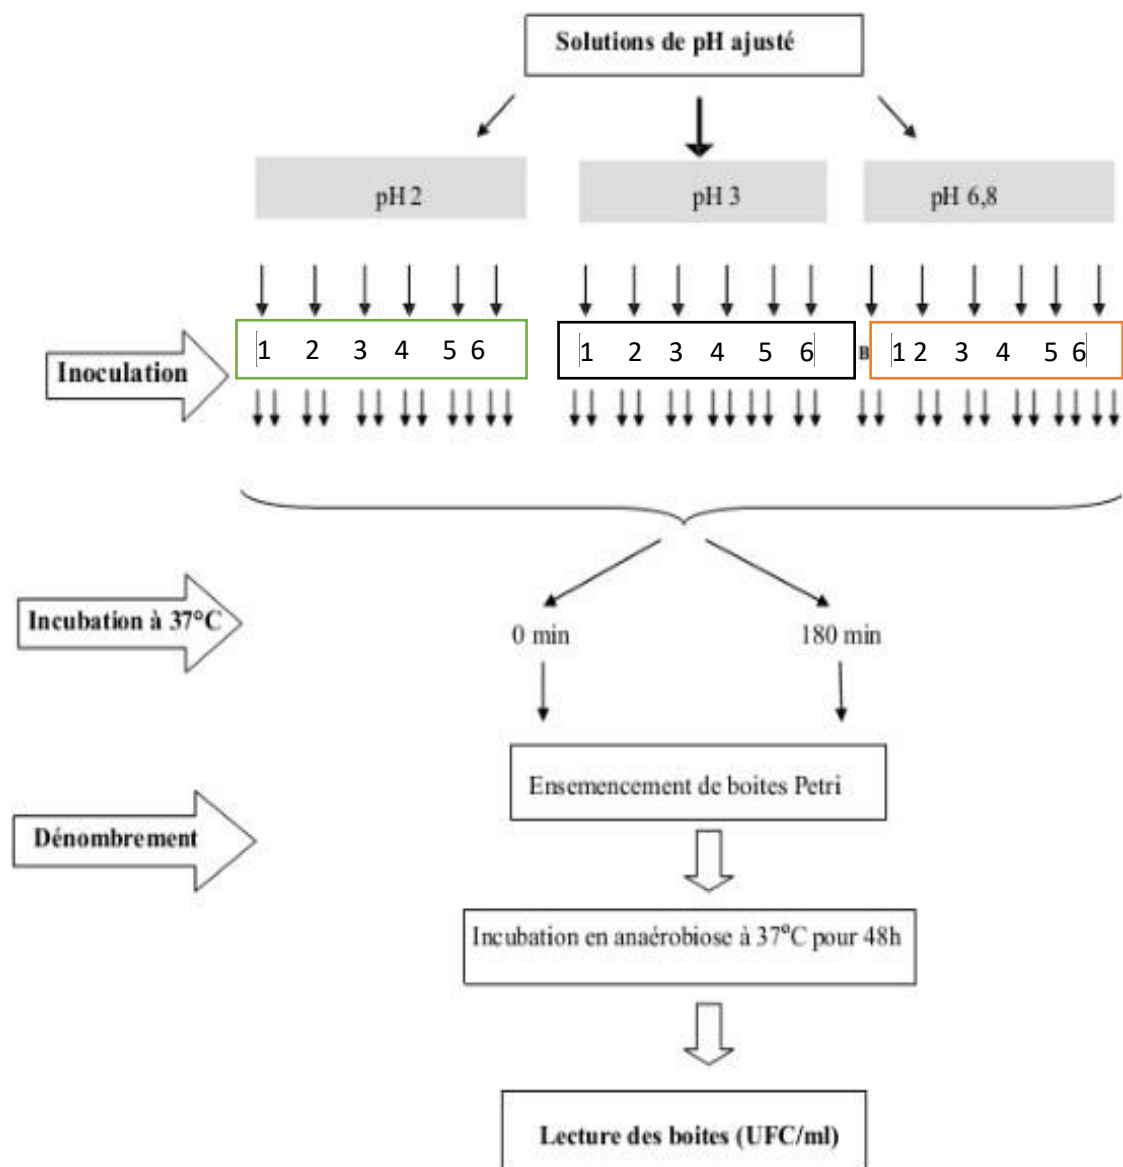 Solutions de pH ajusté
pH 2 pH 3 pH 6,8
Inoculation
1 2 3 4 5 6
1 2 3 4 5 6
B
1 2 3 4 5 6
Incubation à 37°C
0 min 180 min
Ensemencement de boites Petri
Dénombrement
Incubation en anaérobiose à 37°C pour 48h
Lecture des boites (UFC/ml)